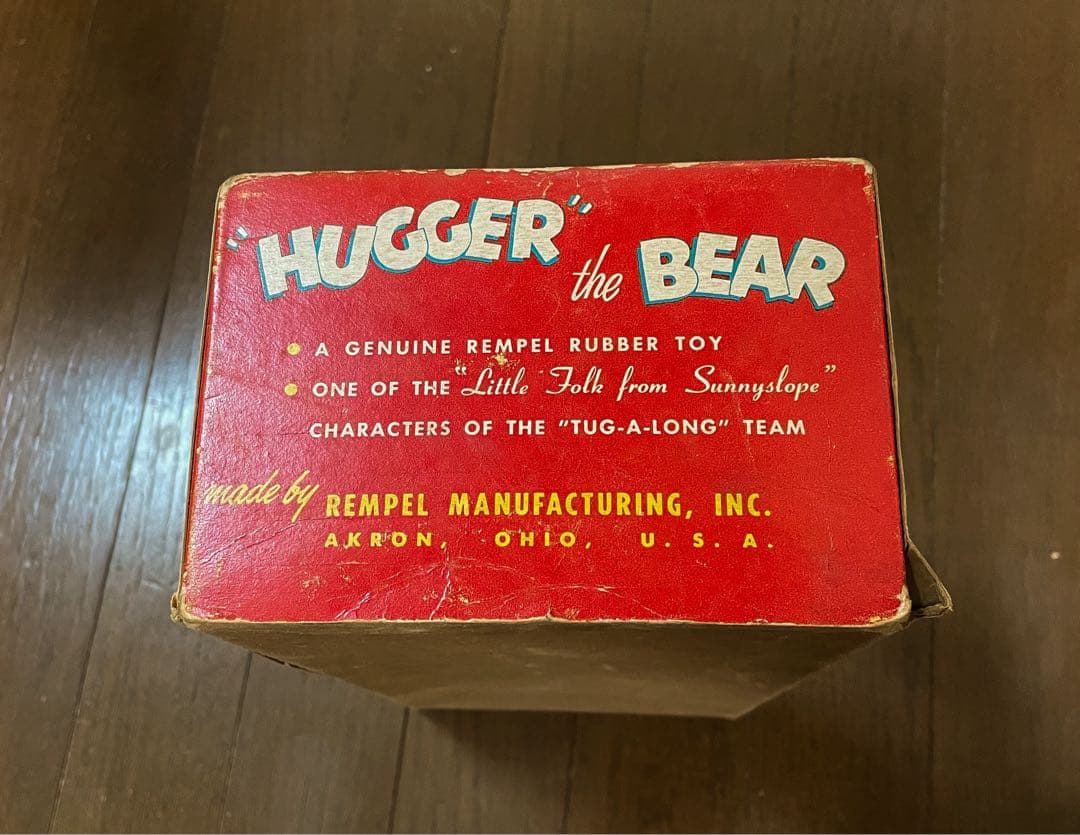 "HUGGER" the BEAR
• A GENUINE REMPEL RUBBER TOY
• ONE OF THE "Little Folk from Sunnyslope"
CHARACTERS OF THE "TUG-A-LONG" TEAM
made by REMPEL MANUFACTURING, INC.
AKRON, OHIO, U. S. A.